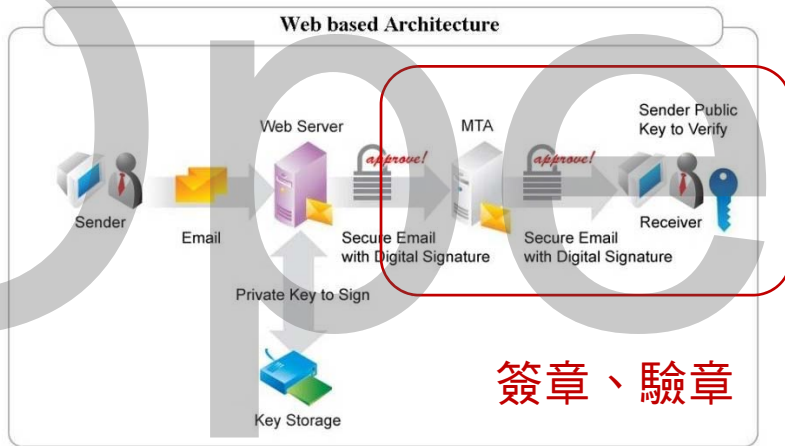 Web based Architecture
Sender Public
Key to Verify
Web Server
MTA
approve!
approve!
Sender
Email
Secure Email
with Digital Signature
Secure Email
with Digital Signature
Receiver
Private Key to Sign
Key Storage
簽章、驗章
Ope